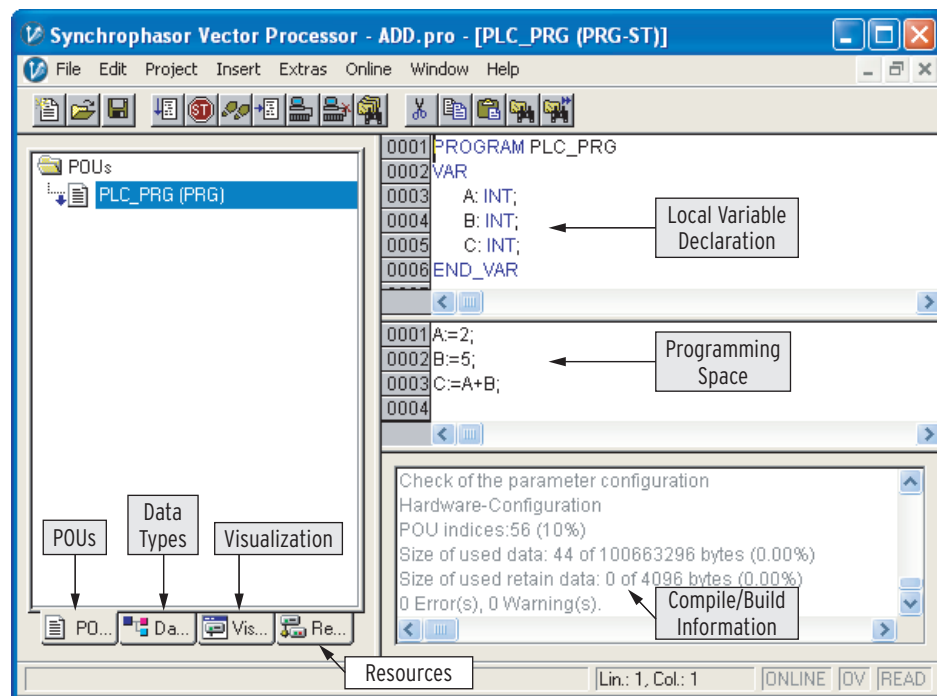 Synchrophasor Vector Processor - ADD.pro - [PLC_PRG (PRG-ST)]
File Edit Project Insert Extras Online Window Help
ST
POUs
PLC_PRG (PRG)
0001 PROGRAM PLC_PRG
0002 VAR
0003 A: INT;
0004 B: INT;
0005 C: INT;
0006 END_VAR
Local Variable
Declaration
0001 A:=2;
0002 B:=5;
0003 C:=A+B;
0004
Programming
Space
Check of the parameter configuration
Hardware-Configuration
POU indices:56 (10%)
Size of used data: 44 of 100663296 bytes (0.00%)
Size of used retain data: 0 of 4096 bytes (0.00%)
0 Error(s), 0 Warning(s).
Compile/Build
Information
POUs
Data
Types
Visualization
PO...
Da...
Vis...
Re...
Resources
Lin.: 1, Col.: 1
ONLINE
OV
READ